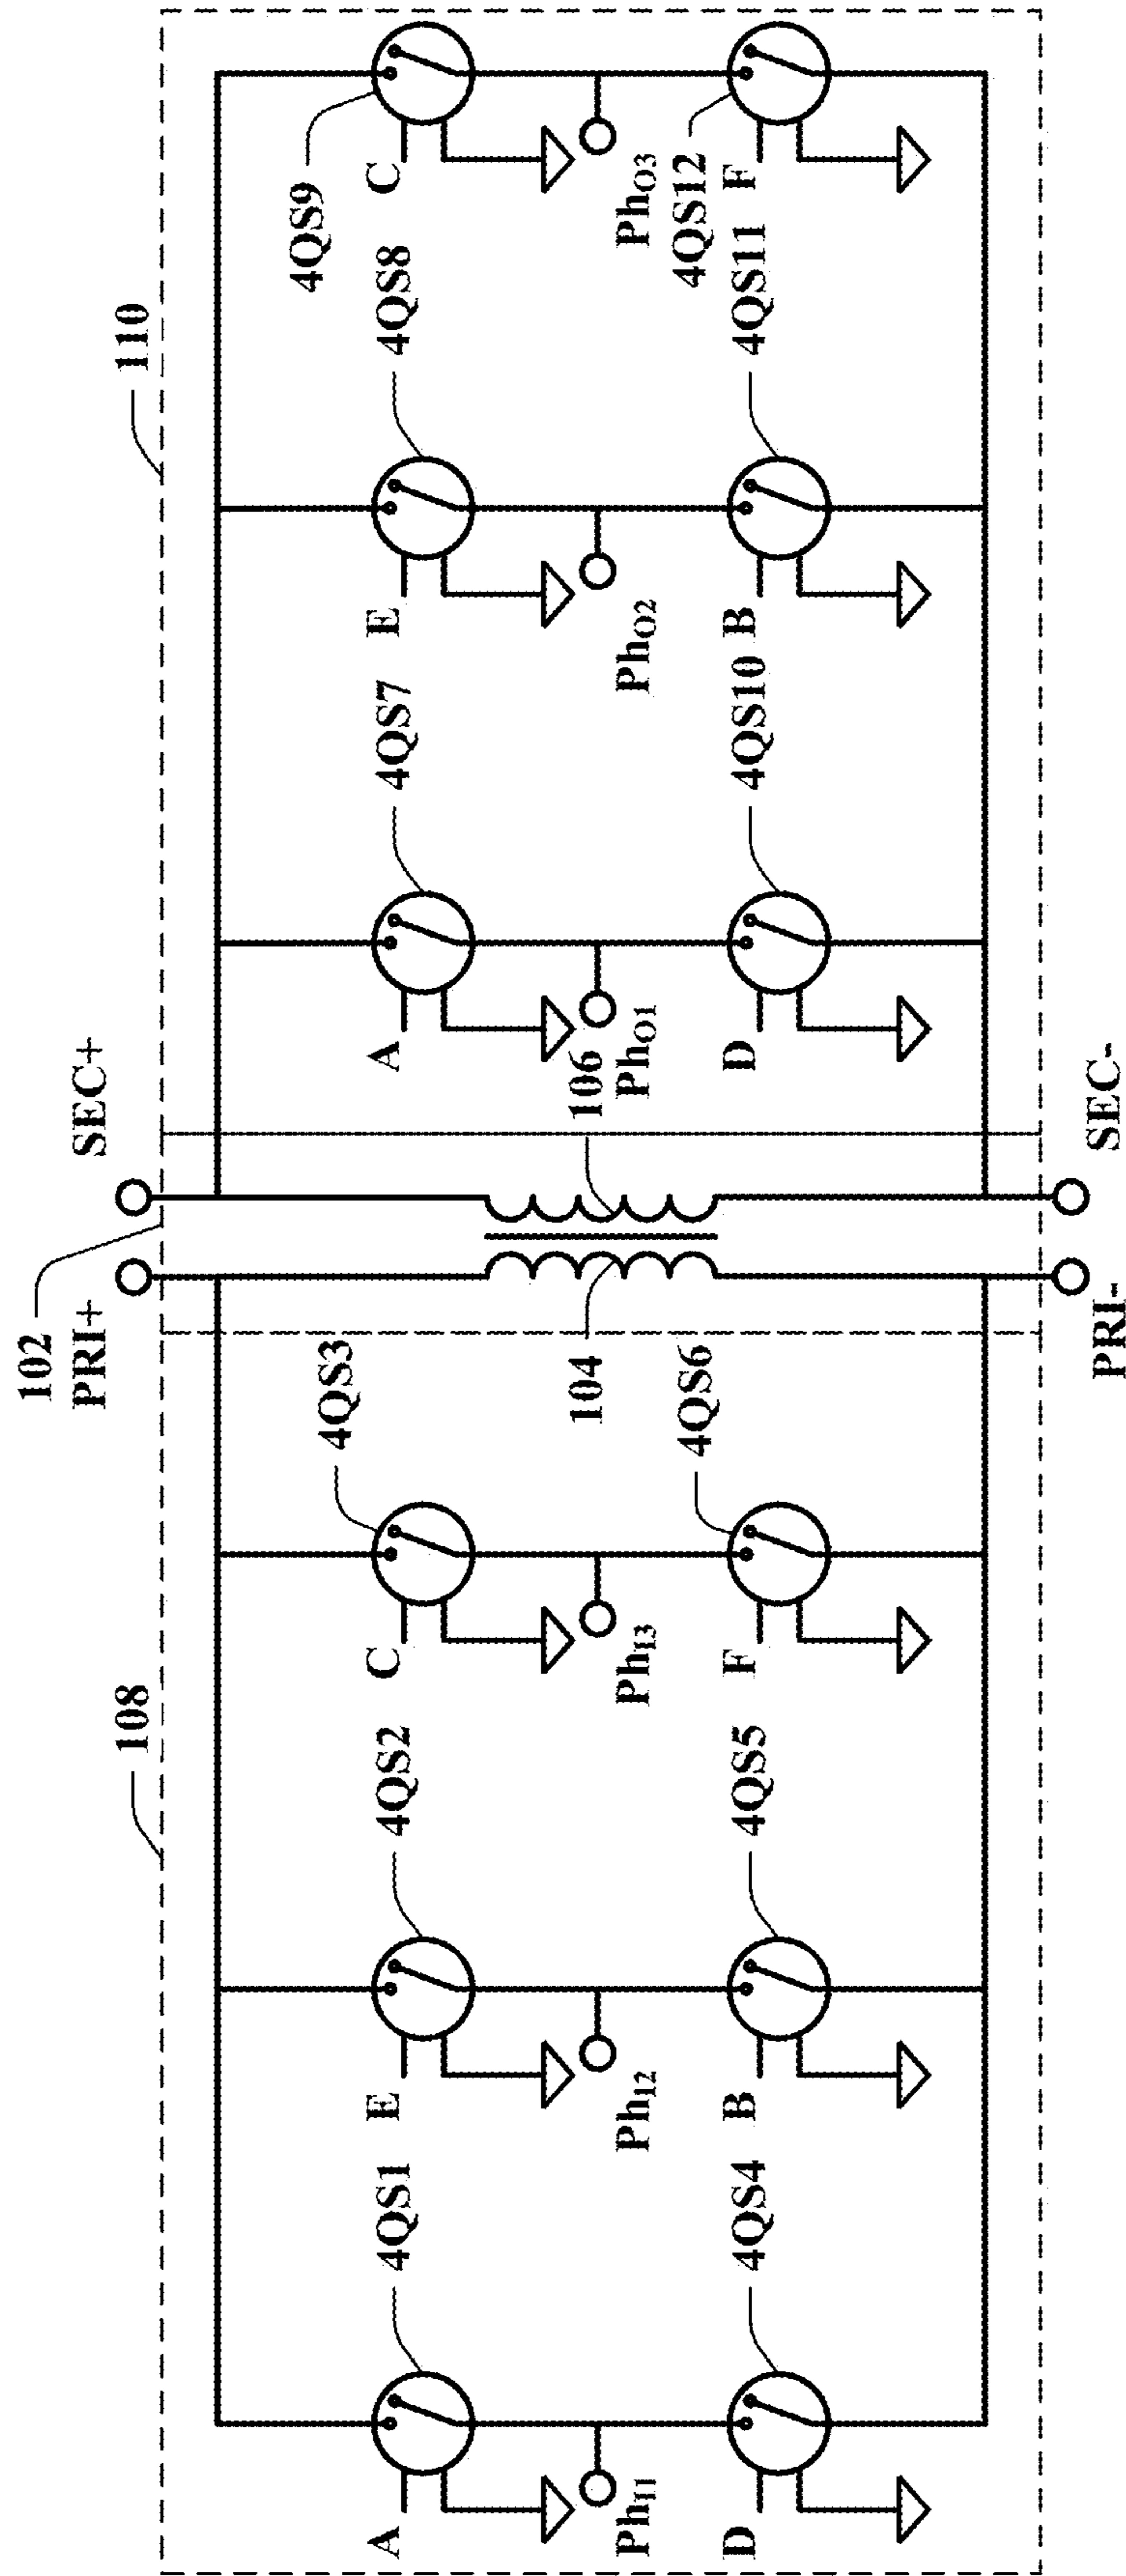 102
PRI+
SEC+
108
110
4QS9
4QS3
A
4QS1
E
4QS2
C
A
4QS7
E
4QS8
C
104
106
Ph_I1
Ph_I2
Ph_I3
Ph_O1
Ph_O2
Ph_O3
4QS6
4QS12
D
4QS4
B
4QS5
F
D
4QS10
B
4QS11
F
PRI-
SEC-